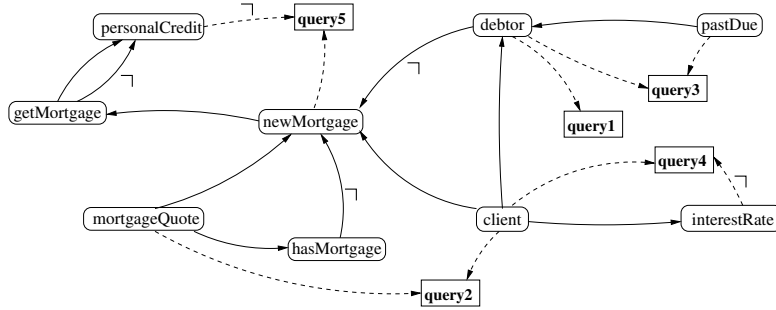 personalCredit
¬
query5
debtor
pastDue
¬
¬
query3
getMortgage
newMortgage
query1
query4
¬
¬
mortgageQuote
client
interestRate
hasMortgage
query2